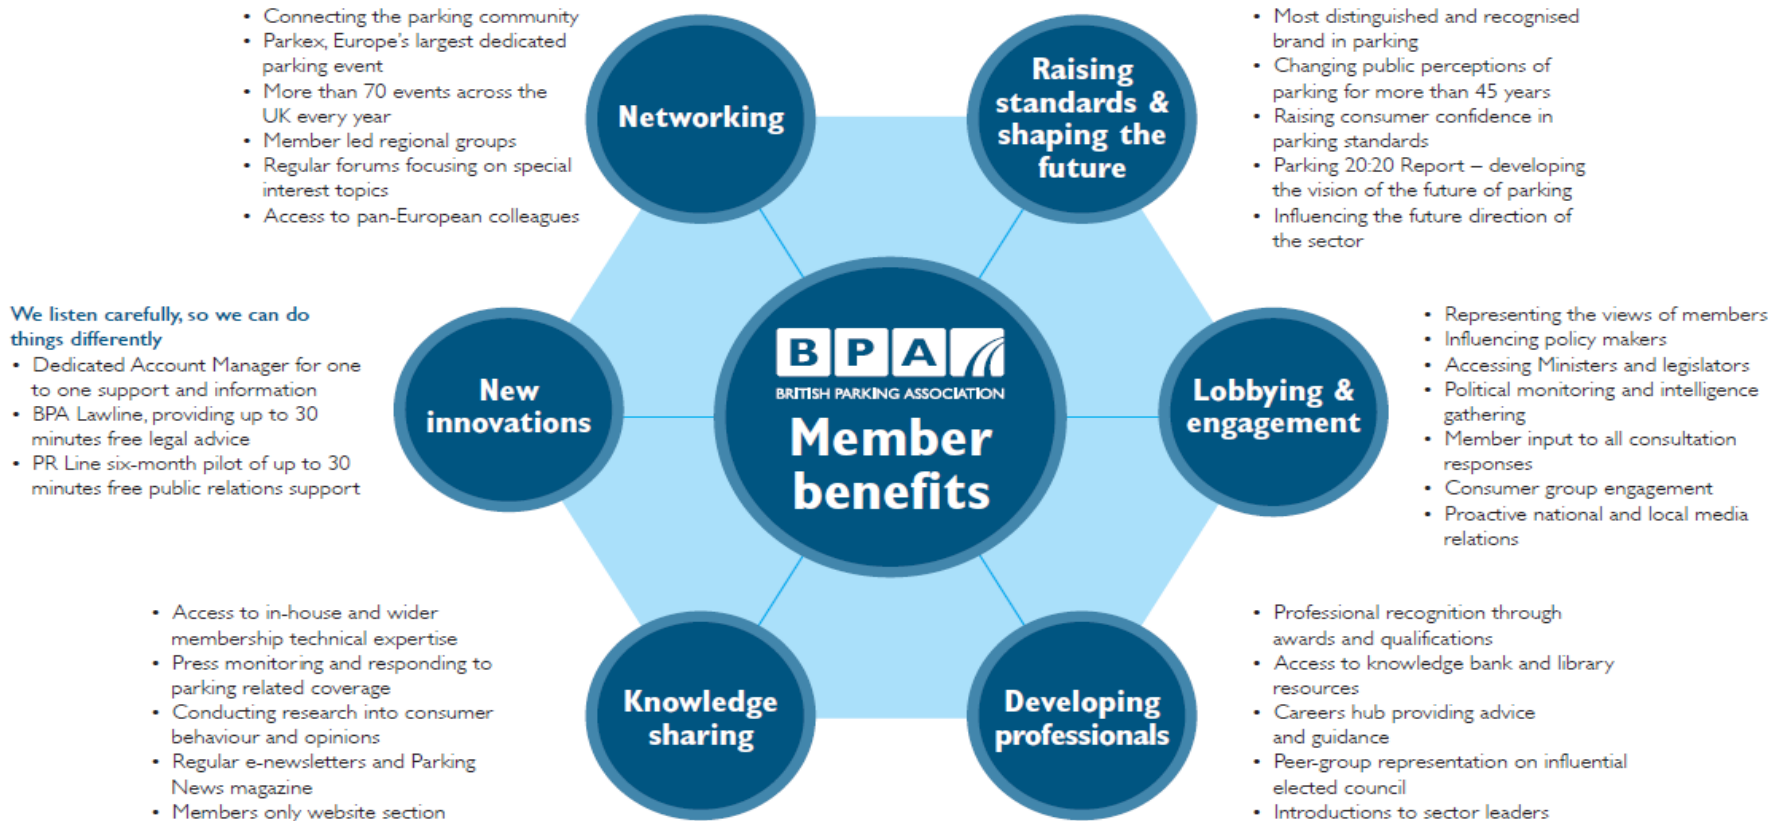 • Connecting the parking community
• Parkex, Europe's largest dedicated
parking event
• More than 70 events across the
UK every year
• Member led regional groups
• Regular forums focusing on special
interest topics
• Access to pan-European colleagues
Networking
Raising
standards &
shaping the
future
• Most distinguished and recognised
brand in parking
• Changing public perceptions of
parking for more than 45 years
• Raising consumer confidence in
parking standards
• Parking 20:20 Report – developing
the vision of the future of parking
• Influencing the future direction of
the sector
We listen carefully, so we can do
things differently
• Dedicated Account Manager for one
to one support and information
• BPA Lawline, providing up to 30
minutes free legal advice
• PR Line six-month pilot of up to 30
minutes free public relations support
New
innovations
BPA
BRITISH PARKING ASSOCIATION
Member
benefits
Lobbying &
engagement
• Representing the views of members
• Influencing policy makers
• Accessing Ministers and legislators
• Political monitoring and intelligence
gathering
• Member input to all consultation
responses
• Consumer group engagement
• Proactive national and local media
relations
• Access to in-house and wider
membership technical expertise
• Press monitoring and responding to
parking related coverage
• Conducting research into consumer
behaviour and opinions
• Regular e-newsletters and Parking
News magazine
• Members only website section
Knowledge
sharing
Developing
professionals
• Professional recognition through
awards and qualifications
• Access to knowledge bank and library
resources
• Careers hub providing advice
and guidance
• Peer-group representation on influential
elected council
• Introductions to sector leaders